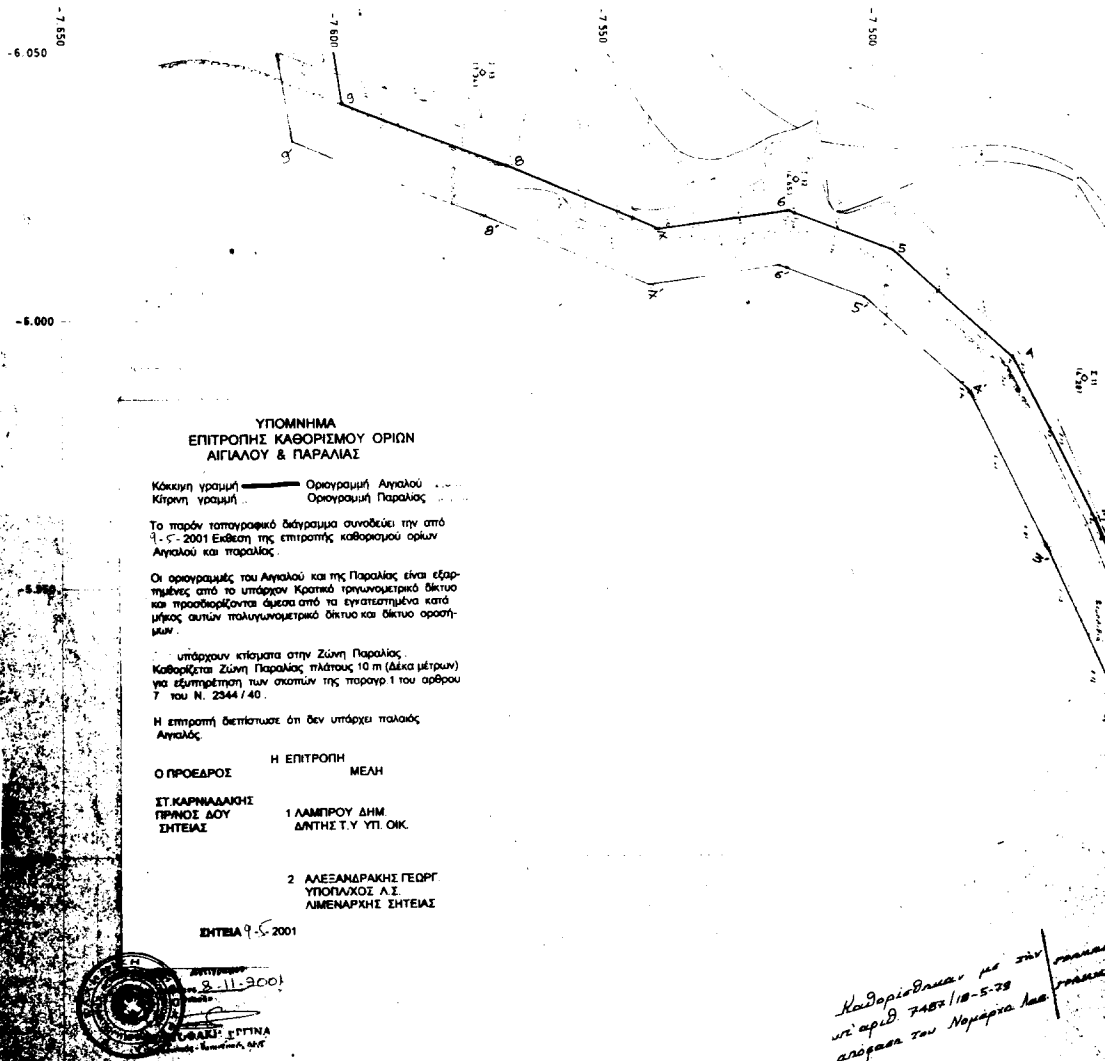 -7.650
-7.600
-7.550
-7.500
-6.050
9
9'
8
8'
7
7'
6
6'
5
5'
4
4'
-6.000
-5.950
ΥΠΟΜΝΗΜΑ
ΕΠΙΤΡΟΠΗΣ ΚΑΘΟΡΙΣΜΟΥ ΟΡΙΩΝ
ΑΙΓΙΑΛΟΥ & ΠΑΡΑΛΙΑΣ
Κόκκινη γραμμή Οριογραμμή Αιγιαλού
Κίτρινη γραμμή Οριογραμμή Παραλίας
Το παρόν τοπογραφικό διάγραμμα συνοδεύει την από
9-5-2001 Εκθεση της επιτροπής καθορισμού ορίων
Αιγιαλού και παραλίας.
Οι οριογραμμές του Αιγιαλού και της Παραλίας είναι εξαρ-
τημένες από το υπάρχον Κρατικό τριγωνομετρικό δίκτυο
και προσδιορίζονται άμεσα από τα εγκατεστημένα κατά
μήκος αυτών πολυγωνομετρικό δίκτυο και δίκτυο οροσή-
μων.
υπάρχουν κτίσματα στην Ζώνη Παραλίας.
Καθορίζεται Ζώνη Παραλίας πλάτους 10 m (Δέκα μέτρων)
για εξυπηρέτηση των σκοπών της παραγρ.1 του αρθρου
7 του Ν. 2344 / 40.
Η επιτροπή διεπίστωσε ότι δεν υπάρχει παλαιός
Αιγιαλός.
Η ΕΠΙΤΡΟΠΗ
Ο ΠΡΟΕΔΡΟΣ ΜΕΛΗ
ΣΤ.ΚΑΡΝΙΑΔΑΚΗΣ
ΠΡ/ΝΟΣ ΔΟΥ
ΣΗΤΕΙΑΣ
1 ΛΑΜΠΡΟΥ ΔΗΜ.
Δ/ΝΤΗΣ Τ.Υ ΥΠ. ΟΙΚ.
2 ΑΛΕΞΑΝΔΡΑΚΗΣ ΓΕΩΡΓ.
ΥΠΟΠΛ/ΧΟΣ Λ.Σ.
ΛΙΜΕΝΑΡΧΗΣ ΣΗΤΕΙΑΣ
ΣΗΤΕΙΑ 9-5-2001
8-11-2001
Καθορίσθηκαν με την
υπ' αριθ. 7487/18-5-78
απόφαση του Νομάρχη Λασ.